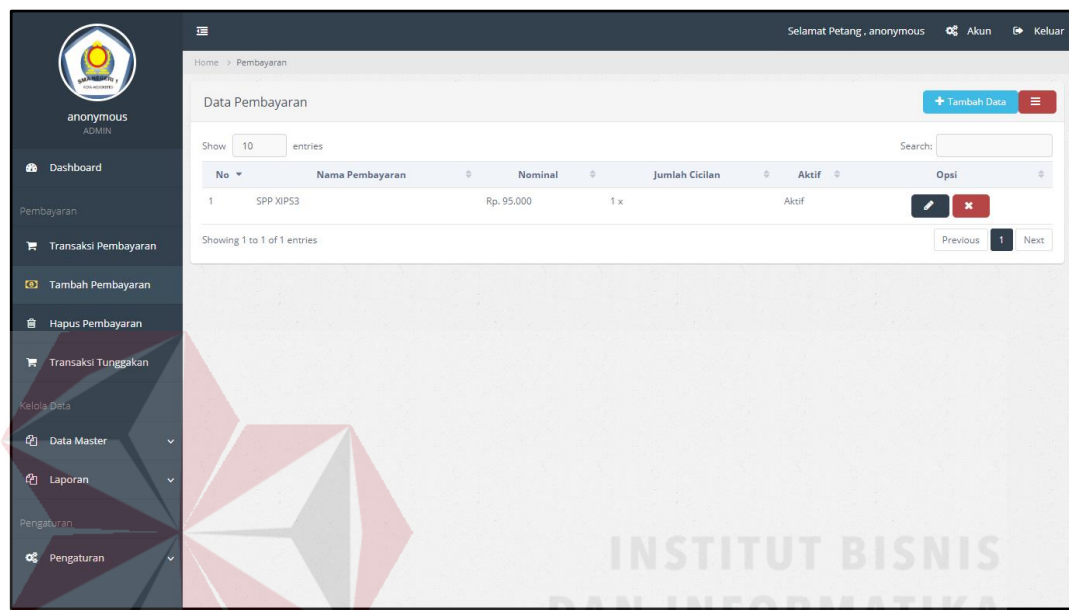 Selamat Petang , anonymous Akun Keluar
Home > Pembayaran
anonymous
ADMIN
Dashboard
Pembayaran
Transaksi Pembayaran
Tambah Pembayaran
Hapus Pembayaran
Transaksi Tunggakan
Kelola Data
Data Master
Laporan
Pengaturan
Pengaturan
Data Pembayaran
+ Tambah Data
Show 10 entries
Search:
No Nama Pembayaran Nominal Jumlah Cicilan Aktif Opsi
1 SPP XIPS3 Rp. 95.000 1 x Aktif
Showing 1 to 1 of 1 entries
Previous 1 Next
INSTITUT BISNIS
DAN INFORMATIKA